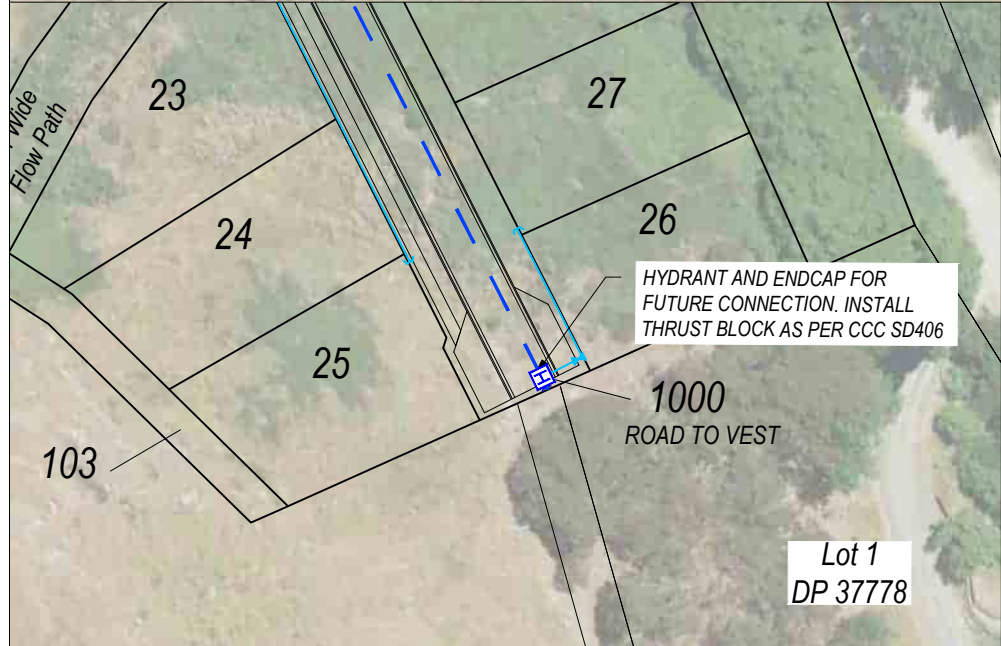 23
27
Wide
Flow Path
24
26
HYDRANT AND ENDCAP FOR
FUTURE CONNECTION. INSTALL
THRUST BLOCK AS PER CCC SD406
25
H
1000
ROAD TO VEST
103
Lot 1
DP 37778